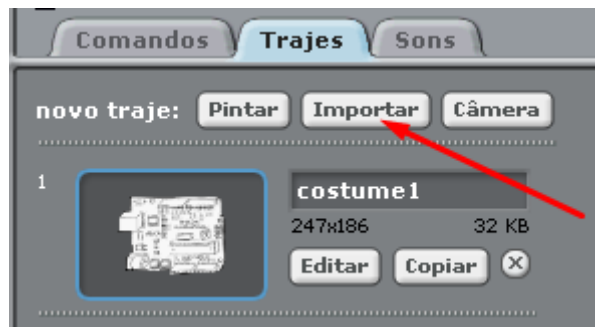 Comandos Trajes Sons
novo traje: Pintar Importar Câmera
1
costume1
247x186 32 KB
Editar Copiar